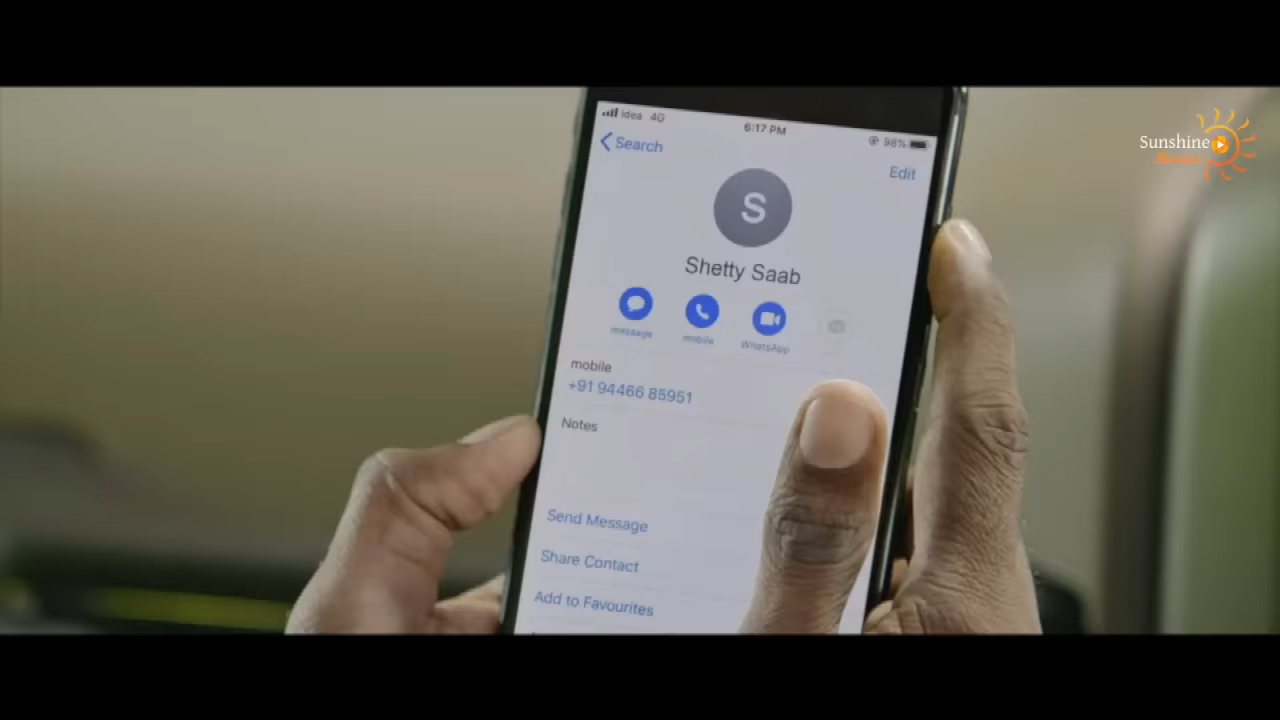 idea 4G
6:17 PM
98%
Search
Edit
S
Shetty Saab
message
mobile
WhatsApp
mobile
+91 94466 85951
Notes
Send Message
Share Contact
Add to Favourites
Sunshine